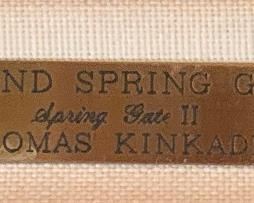 ND SPRING G
Spring Gate II
OMAS KINKAD